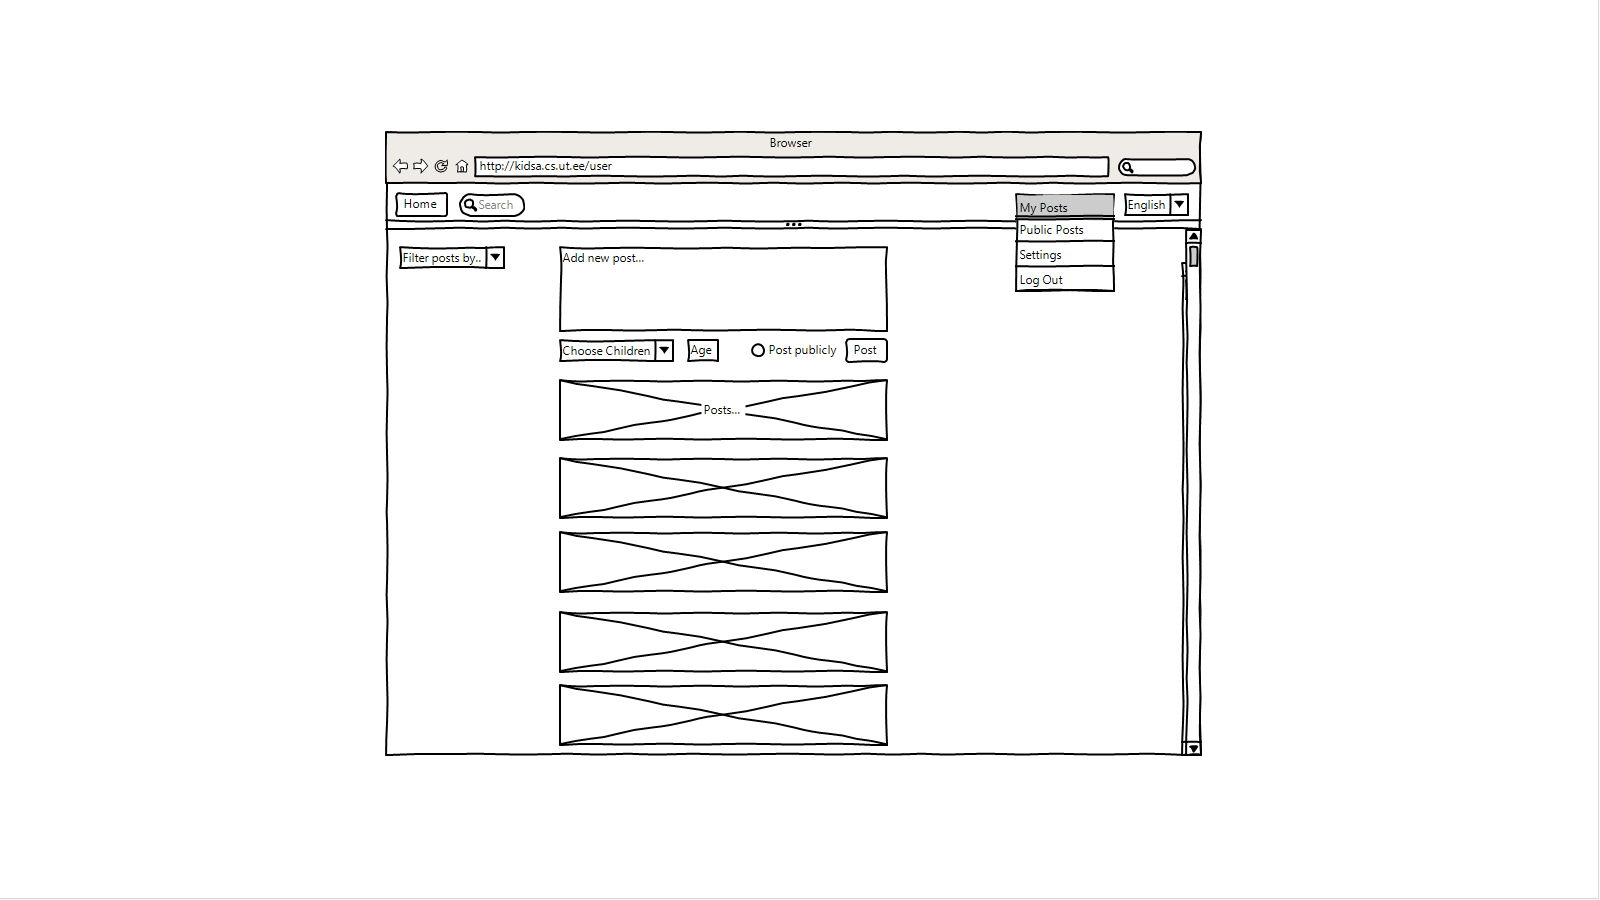 Browser
http://kidsa.cs.ut.ee/user
Home
Search
My Posts
English
Public Posts
Settings
Log Out
Filter posts by..
Add new post...
Choose Children
Age
Post publicly
Post
Posts...